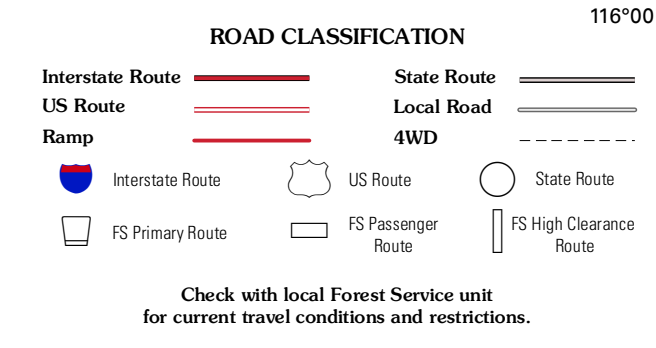 116°00
ROAD CLASSIFICATION
Interstate Route
State Route
US Route
Local Road
Ramp
4WD
Interstate Route
US Route
State Route
FS Primary Route
FS Passenger
Route
FS High Clearance
Route
Check with local Forest Service unit
for current travel conditions and restrictions.